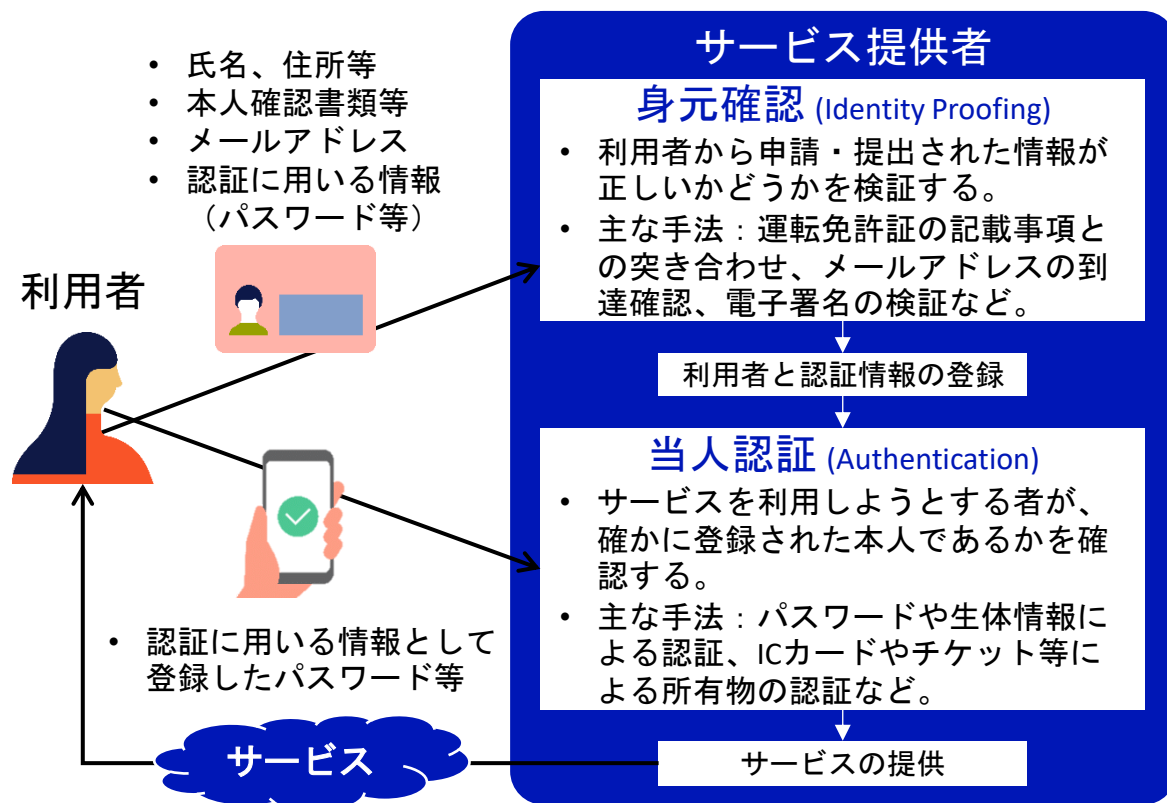 • 氏名、住所等
• 本人確認書類等
• メールアドレス
• 認証に用いる情報
（パスワード等）
利用者
• 認証に用いる情報として
登録したパスワード等
サービス
サービス提供者
身元確認 (Identity Proofing)
• 利用者から申請・提出された情報が
正しいかどうかを検証する。
• 主な手法：運転免許証の記載事項と
の突き合わせ、メールアドレスの到
達確認、電子署名の検証など。
利用者と認証情報の登録
当人認証 (Authentication)
• サービスを利用しようとする者が、
確かに登録された本人であるかを確
認する。
• 主な手法：パスワードや生体情報に
よる認証、ICカードやチケット等に
よる所有物の認証など。
サービスの提供